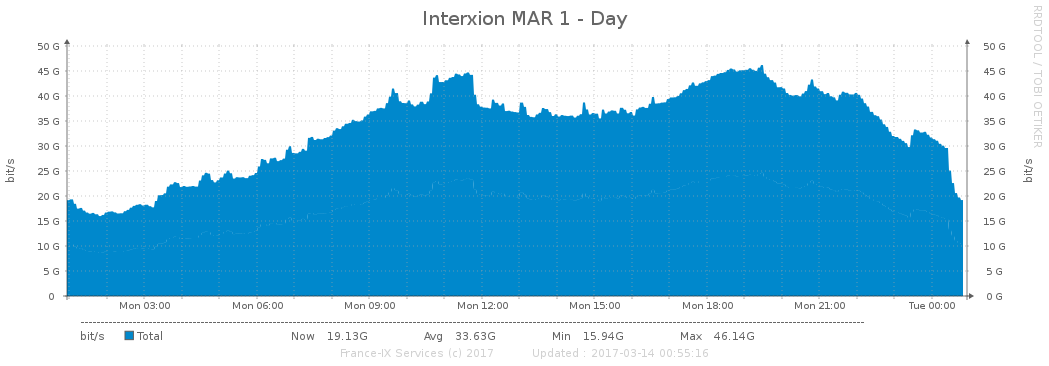 Interxion MAR 1 - Day
RRDTOOL / TOBI OETIKER
50 G 50 G
45 G 45 G
40 G 40 G
35 G 35 G
30 G 30 G
25 G 25 G
20 G 20 G
15 G 15 G
10 G 10 G
5 G 5 G
0 0 G
bit/s bit/s
Mon 03:00 Mon 06:00 Mon 09:00 Mon 12:00 Mon 15:00 Mon 18:00 Mon 21:00 Tue 00:00
bit/s Total Now 19.13G Avg 33.63G Min 15.94G Max 46.14G
France-IX Services (c) 2017 Updated : 2017-03-14 00:55:16